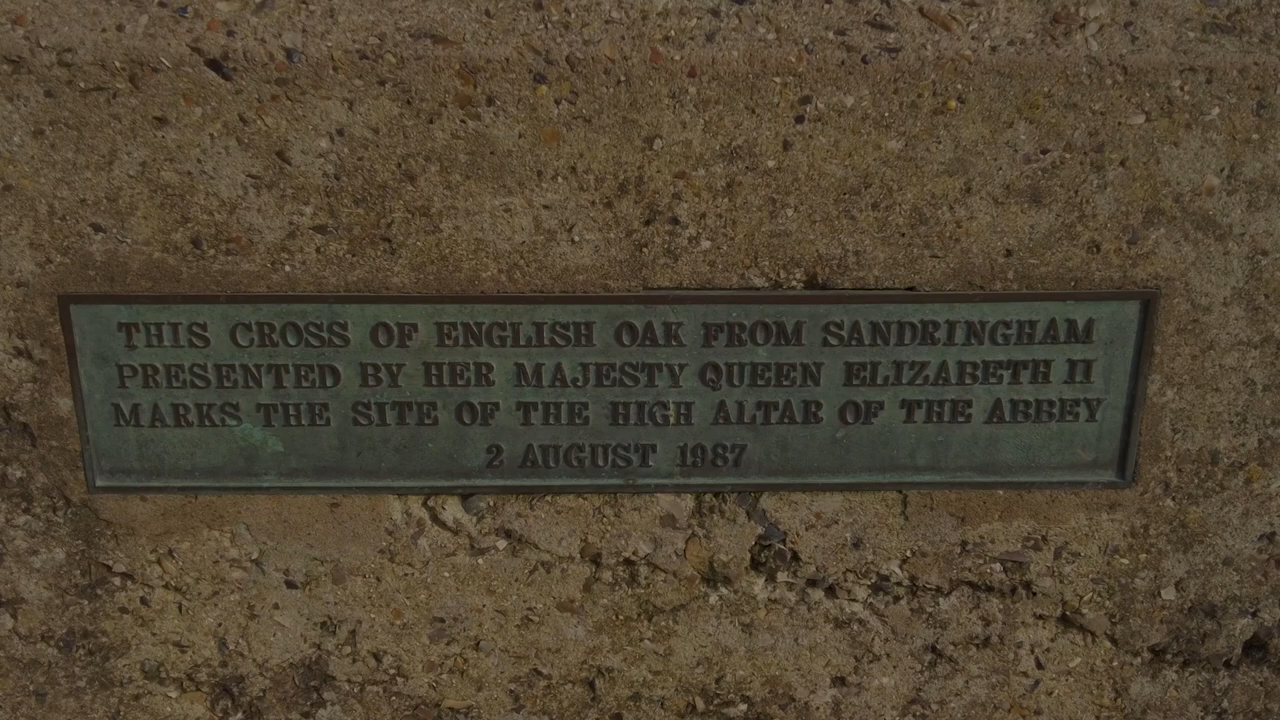 THIS CROSS OF ENGLISH OAK FROM SANDRINGHAM
PRESENTED BY HER MAJESTY QUEEN ELIZABETH II
MARKS THE SITE OF THE HIGH ALTAR OF THE ABBEY
2 AUGUST 1987